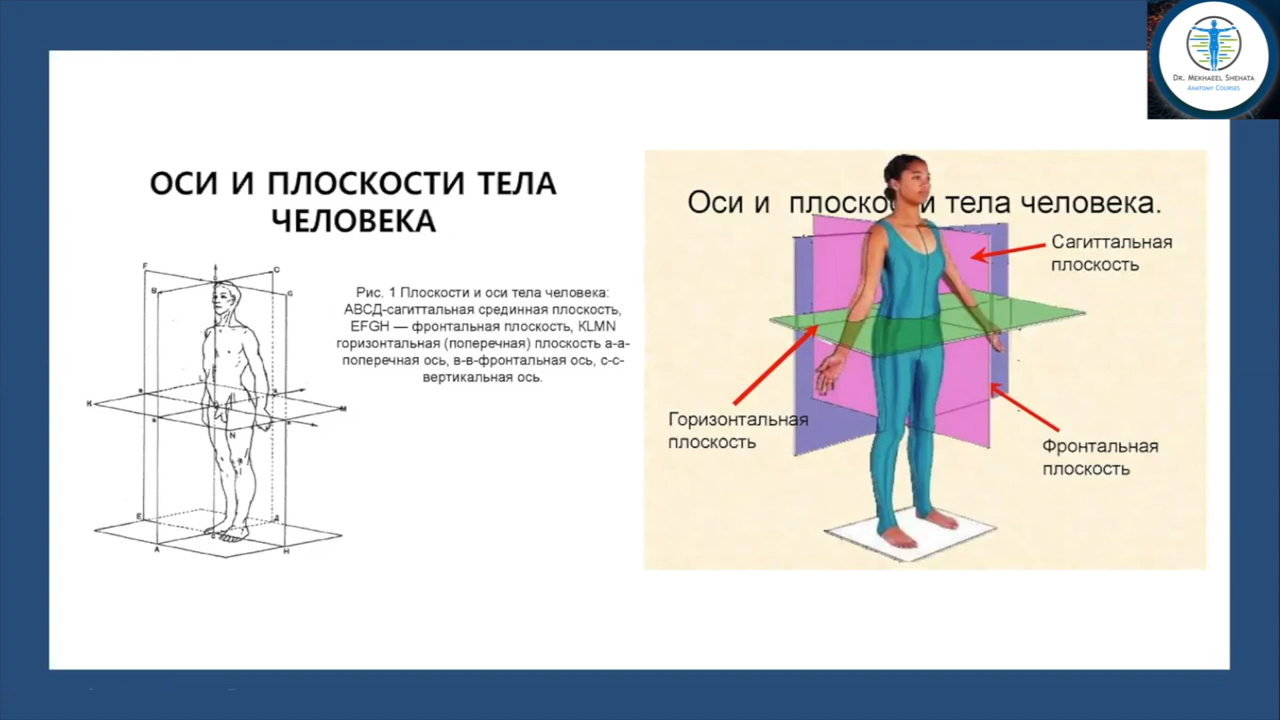 DR. MEKHAEEL SHEHATA
ANATOMY COURSES
ОСИ И ПЛОСКОСТИ ТЕЛА
ЧЕЛОВЕКА
Рис. 1 Плоскости и оси тела человека:
АВСД-сагиттальная срединная плоскость,
EFGH — фронтальная плоскость, KLMN
горизонтальная (поперечная) плоскость а-а-
поперечная ось, в-в-фронтальная ось, с-с-
вертикальная ось.
F
C
B
G
K
M
N
E
Д
A
H
Оси и плоско и тела человека.
Сагиттальная
плоскость
Горизонтальная
плоскость
Фронтальная
плоскость